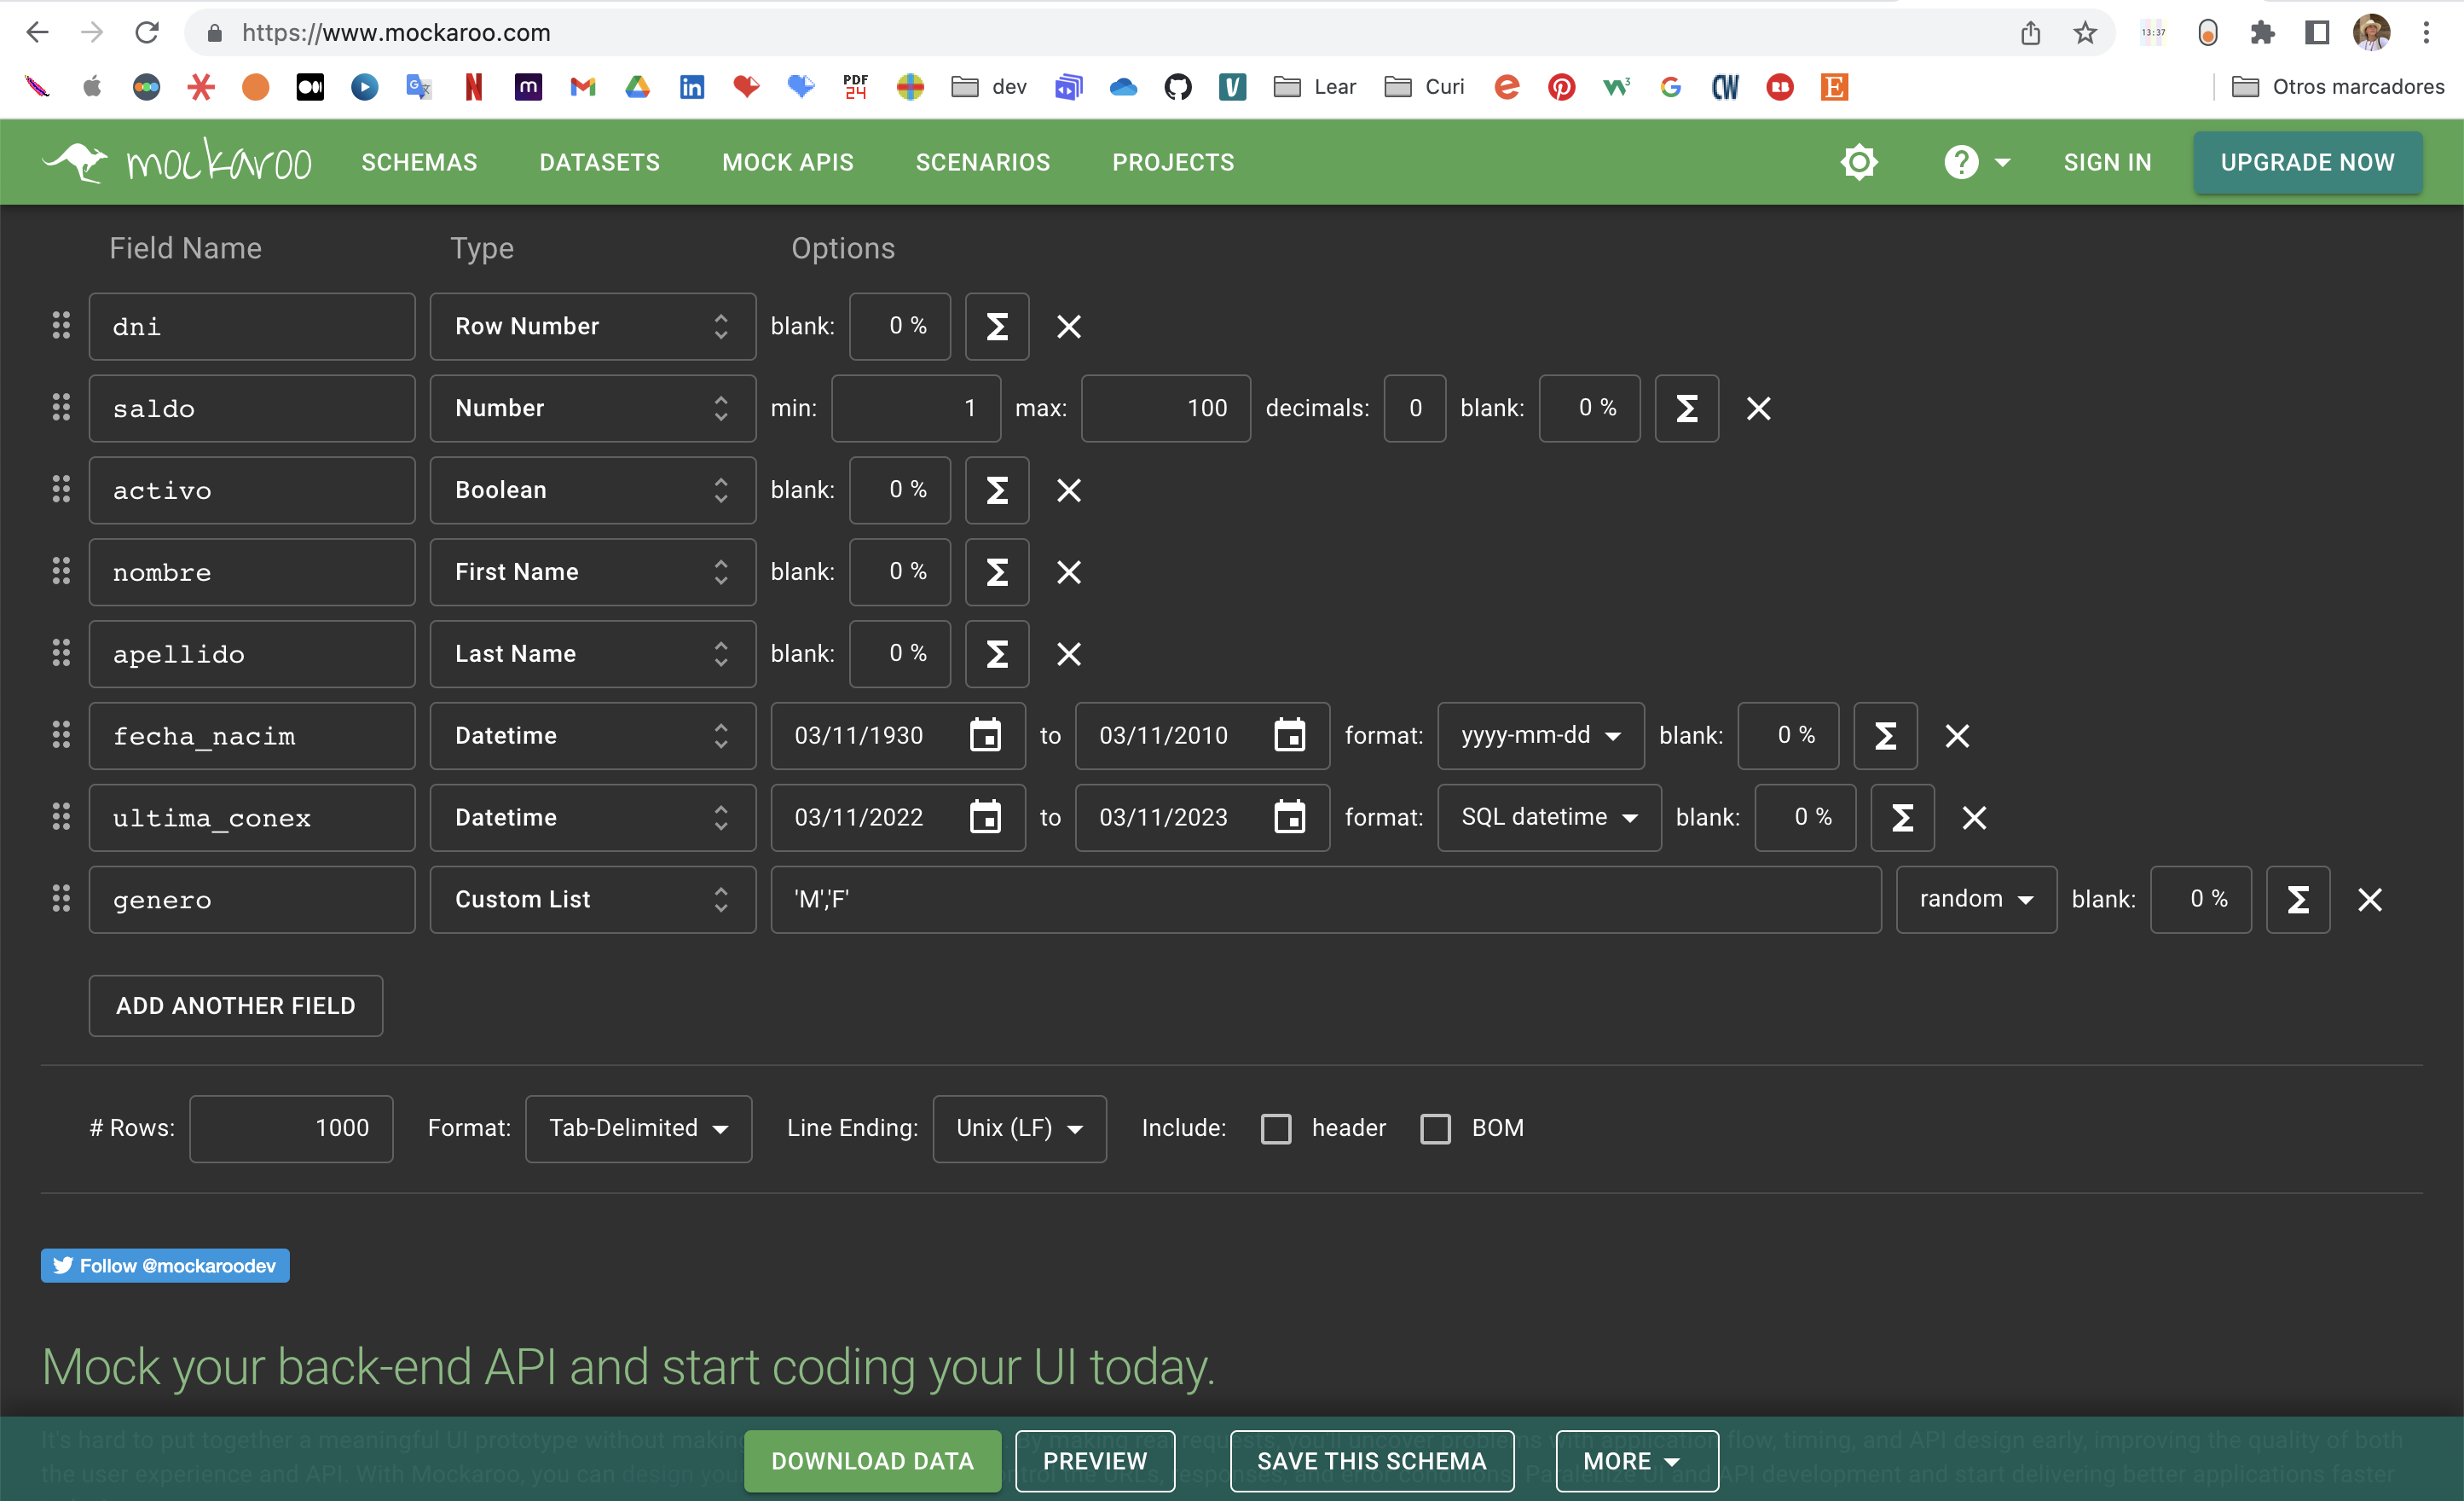 https://www.mockaroo.com
13:37
PDF 24
dev
Lear
Curi
CW
Otros marcadores
mockaroo SCHEMAS DATASETS MOCK APIS SCENARIOS PROJECTS SIGN IN UPGRADE NOW
Field Name Type Options
dni Row Number blank: 0 % Σ
saldo Number min: 1 max: 100 decimals: 0 blank: 0 % Σ
activo Boolean blank: 0 % Σ
nombre First Name blank: 0 % Σ
apellido Last Name blank: 0 % Σ
fecha_nacim Datetime 03/11/1930 to 03/11/2010 format: yyyy-mm-dd blank: 0 % Σ
ultima_conex Datetime 03/11/2022 to 03/11/2023 format: SQL datetime blank: 0 % Σ
genero Custom List 'M','F' random blank: 0 % Σ
ADD ANOTHER FIELD
# Rows: 1000 Format: Tab-Delimited Line Ending: Unix (LF) Include: header BOM
Follow @mockaroodev
Mock your back-end API and start coding your UI today.
It's hard to put together a meaningful UI prototype without making flow, timing, and API design early, improving the quality of both
the user experience and API. With Mockaroo, you can design your API development and start delivering better applications faster
DOWNLOAD DATA PREVIEW SAVE THIS SCHEMA MORE